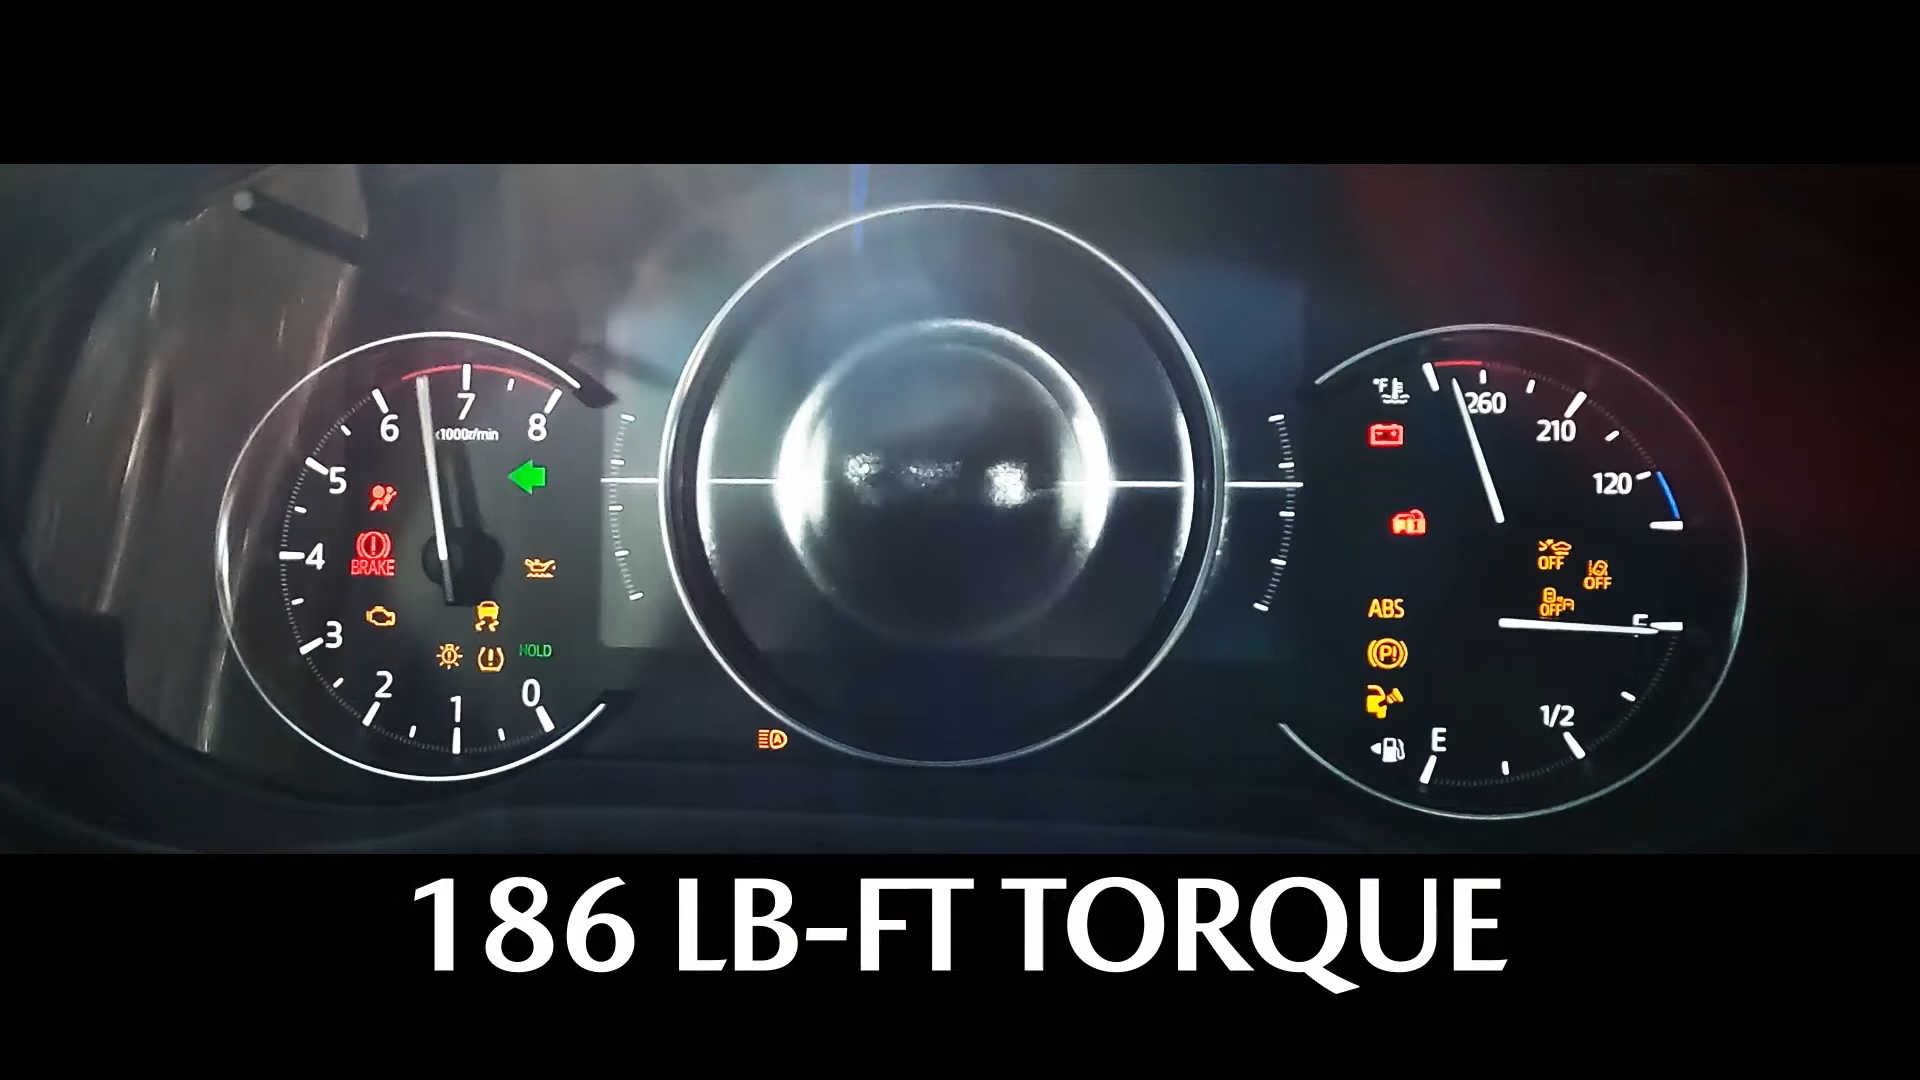 7
6
x1000r/min
8
5
4
BRAKE
3
HOLD
2
1
0
A
°F
260
210
120
OFF
OFF
OFF
ABS
P!
F
1/2
E
186 LB-FT TORQUE